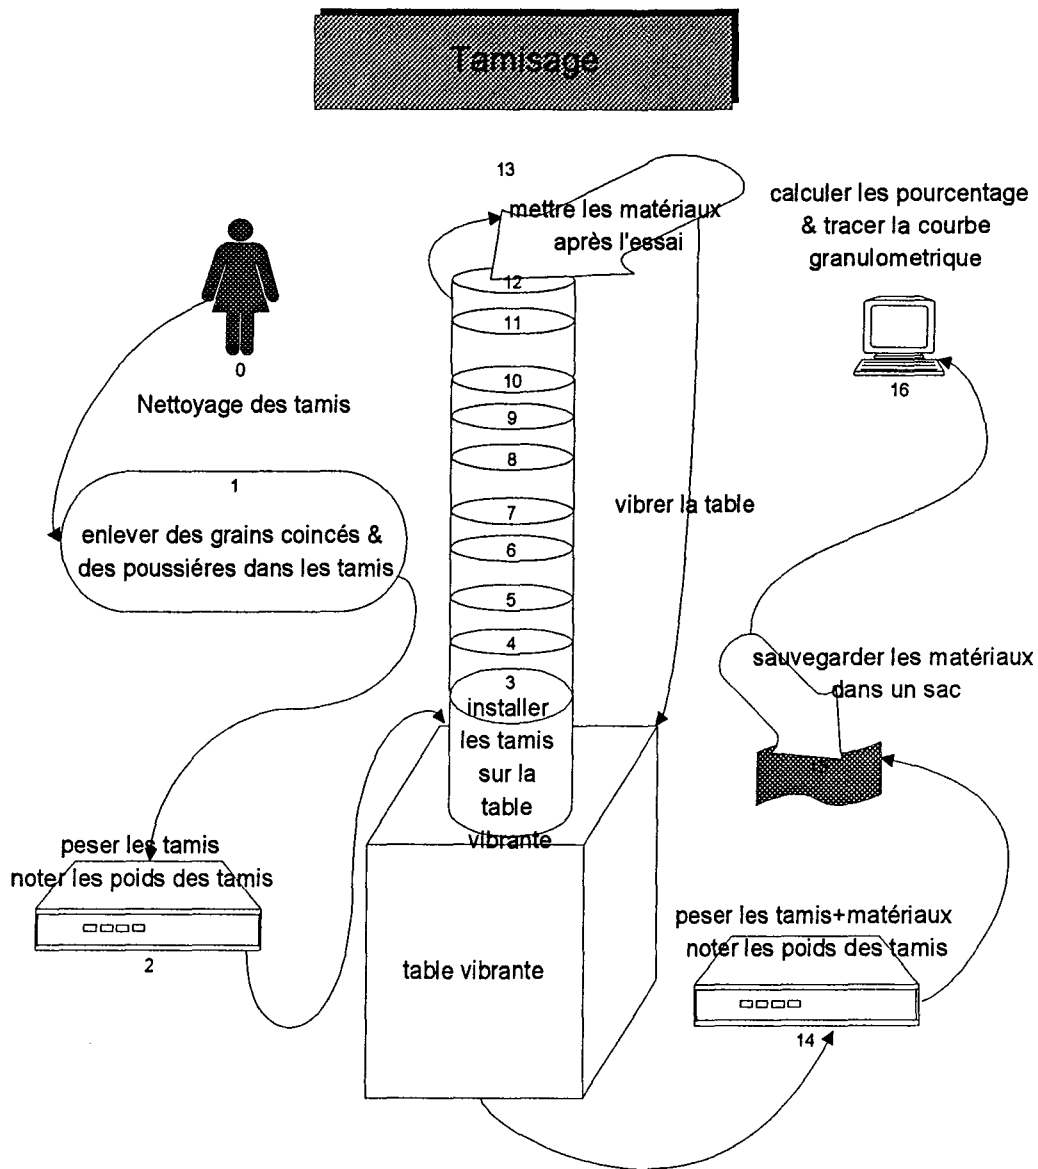 Tamisage
13
mettre les matériaux
après l'essai
calculer les pourcentage
& tracer la courbe
granulometrique
16
0
Nettoyage des tamis
1
enlever des grains coincés &
des poussiéres dans les tamis
12
11
10
9
8
7
6
5
4
3
installer
les tamis
sur la
table
vibrante
vibrer la table
sauvegarder les matériaux
dans un sac
peser les tamis
noter les poids des tamis
2
table vibrante
peser les tamis+matériaux
noter les poids des tamis
14